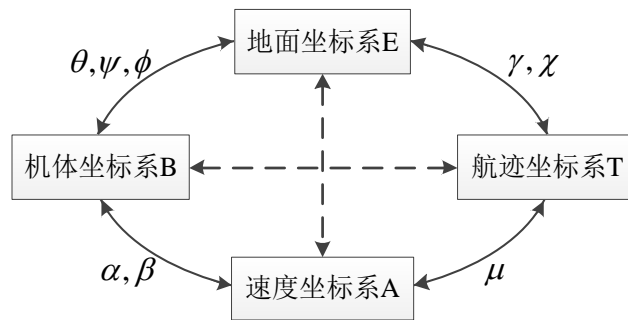 地面坐标系E
θ,ψ,ϕ
γ,χ
机体坐标系B
航迹坐标系T
α,β
速度坐标系A
μ